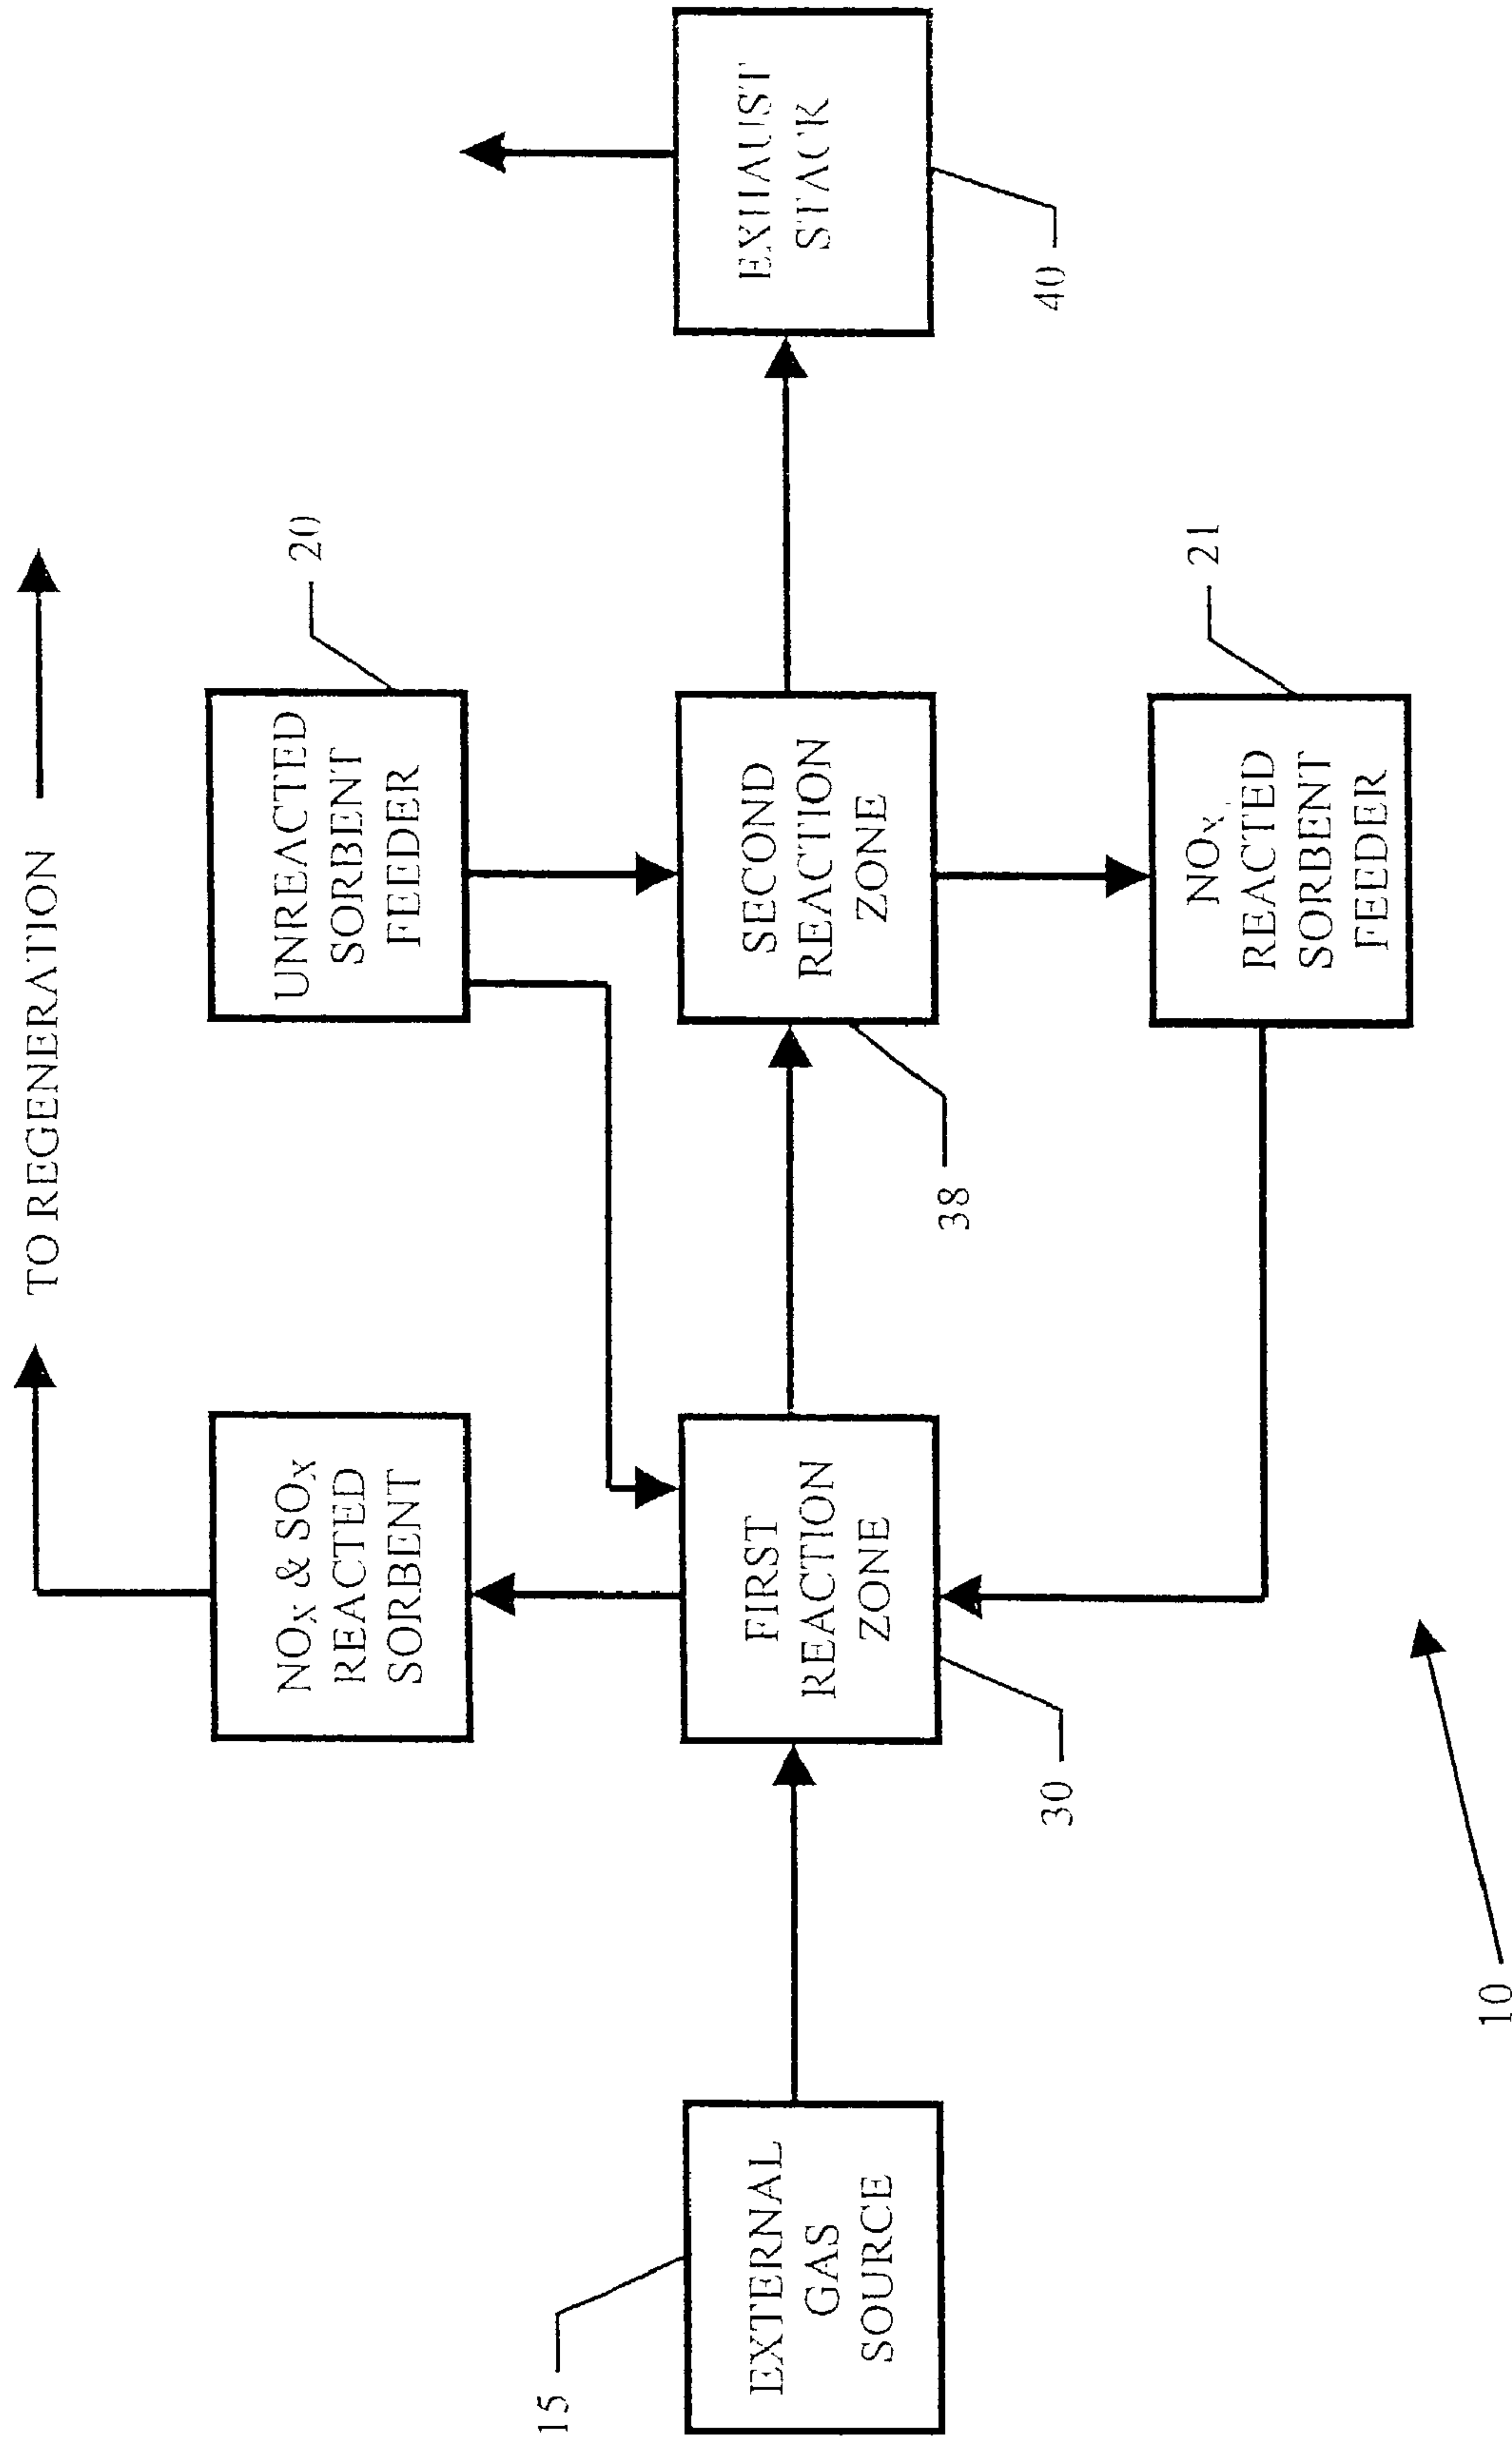 TO REGENERATION
NOX & SOX
REACTED
SORBENT
UNREACTED
SORBENT
FEEDER
20
15
EXTERNAL
GAS
SOURCE
FIRST
REACTION
ZONE
30
SECOND
REACTION
ZONE
38
EXHAUST
STACK
40
NOX
REACTED
SORBENT
FEEDER
21
10